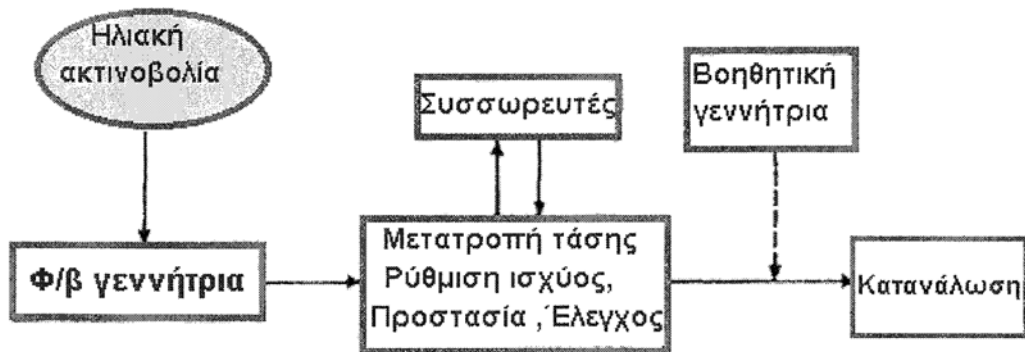 Ηλιακή
ακτινοβολία
Συσσωρευτές
Βοηθητική
γεννήτρια
Φ/β γεννήτρια
Μετατροπή τάσης
Ρύθμιση ισχύος,
Προστασία ,Έλεγχος
Κατανάλωση